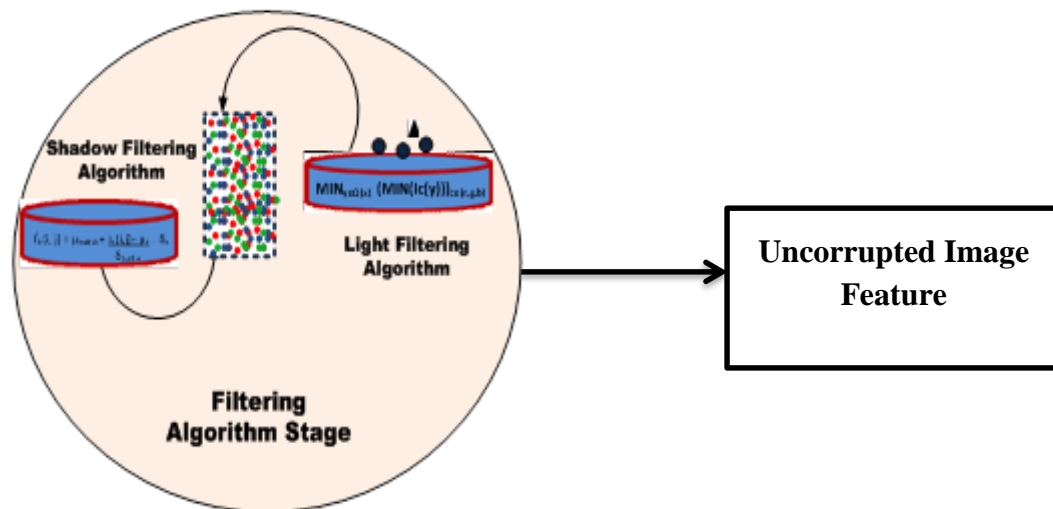 Shadow Filtering
Algorithm
Light Filtering
Algorithm
Filtering
Algorithm Stage
Uncorrupted Image
Feature